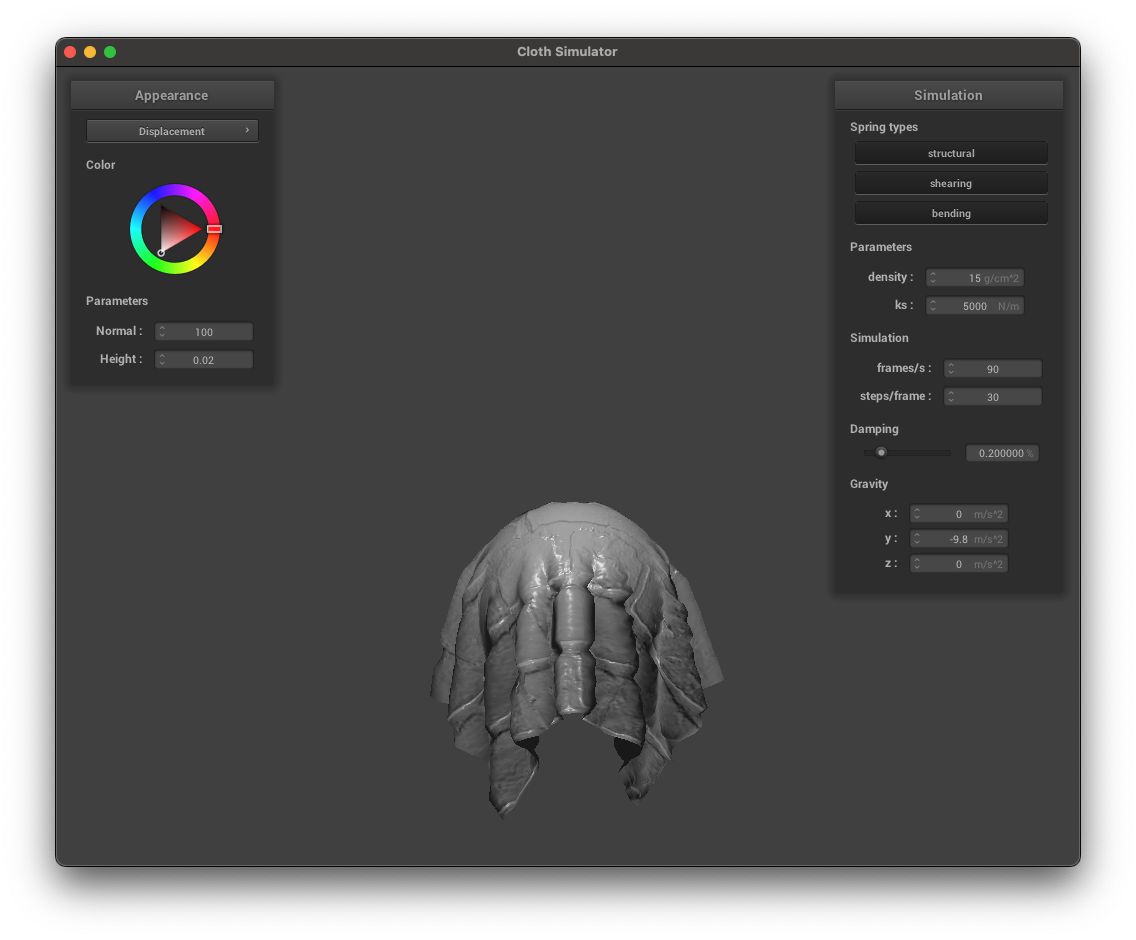 Cloth Simulator
Appearance
Displacement ›
Color
Parameters
Normal : 100
Height : 0.02
Simulation
Spring types
structural
shearing
bending
Parameters
density : 15 g/cm^2
ks : 5000 N/m
Simulation
frames/s : 90
steps/frame : 30
Damping
0.200000 %
Gravity
x : 0 m/s^2
y : -9.8 m/s^2
z : 0 m/s^2